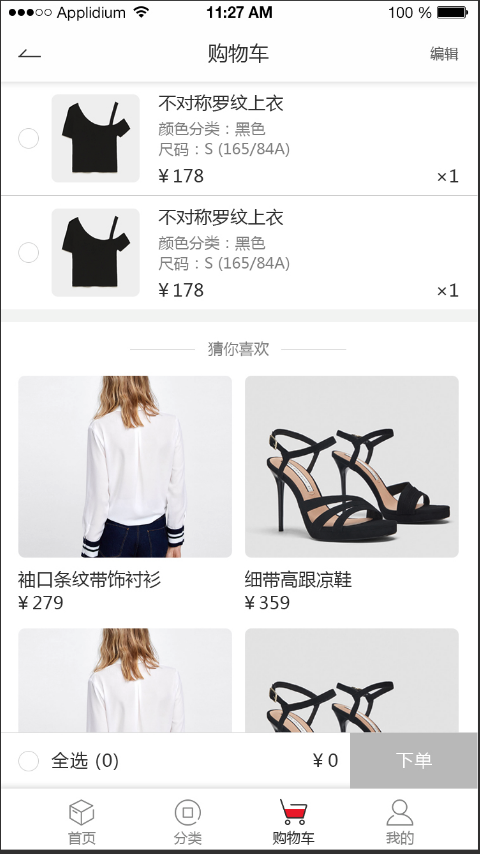 Applidium 11:27 AM 100 %
购物车 编辑
不对称罗纹上衣
颜色分类：黑色
尺码：S (165/84A)
¥178 ×1
不对称罗纹上衣
颜色分类：黑色
尺码：S (165/84A)
¥178 ×1
猜你喜欢
袖口条纹带饰衬衫 细带高跟凉鞋
¥279 ¥359
全选 (0) ¥0 下单
首页 分类 购物车 我的